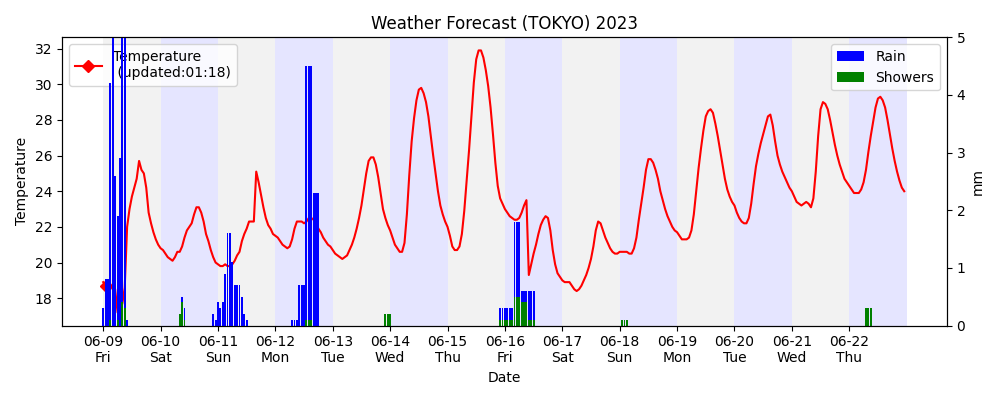 Weather Forecast (TOKYO) 2023
Temperature
(updated:01:18)
Rain
Showers
32
30
28
26
24
22
20
18
Temperature
5
4
3
2
1
0
mm
06-09 06-10 06-11 06-12 06-13 06-14 06-15 06-16 06-17 06-18 06-19 06-20 06-21 06-22
Fri Sat Sun Mon Tue Wed Thu Fri Sat Sun Mon Tue Wed Thu
Date